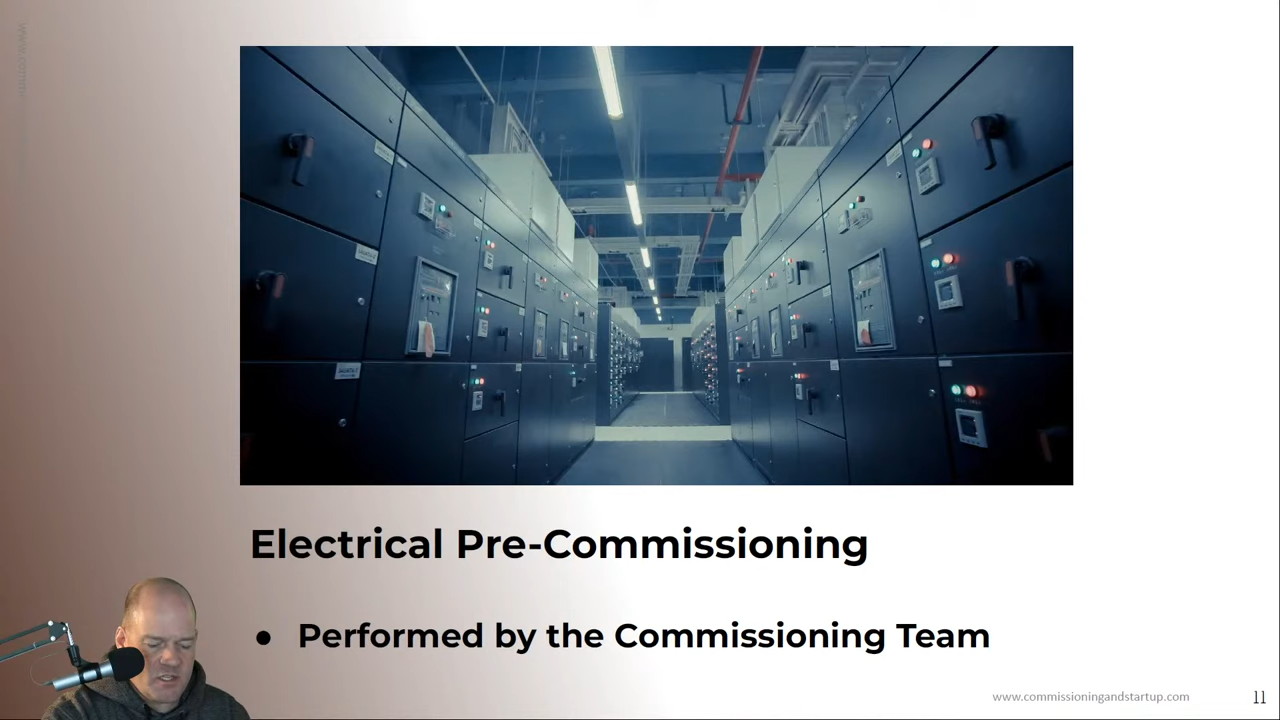 Electrical Pre-Commissioning
● Performed by the Commissioning Team
www.commissioningandstartup.com
11